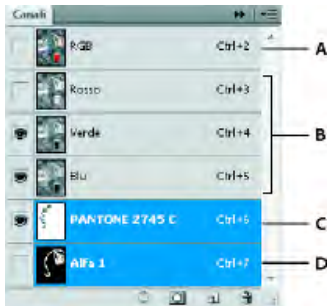 Canali
RGB Ctrl+2 A
Rosso Ctrl+3
B
Verde Ctrl+4
Blu Ctrl+5
PANTONE 2745 C Ctrl+6 C
Alfa 1 Ctrl+7 D